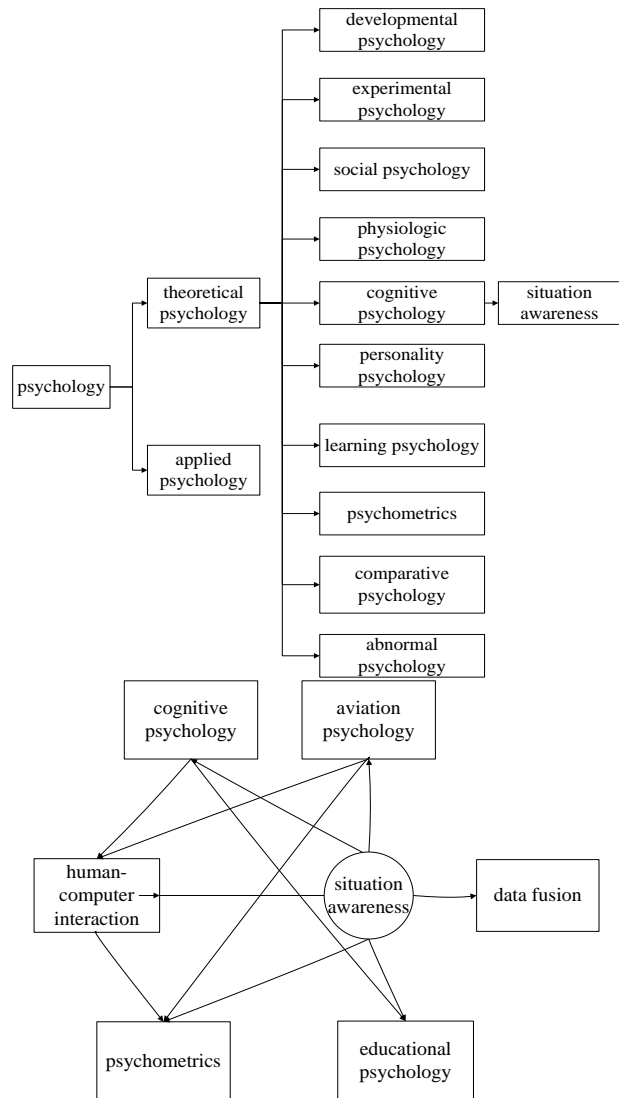 developmental
psychology
experimental
psychology
social psychology
physiologic
psychology
theoretical
psychology
cognitive
psychology
situation
awareness
personality
psychology
psychology
learning psychology
applied
psychology
psychometrics
comparative
psychology
abnormal
psychology
cognitive
psychology
aviation
psychology
human-
computer
interaction
situation
awareness
data fusion
psychometrics
educational
psychology